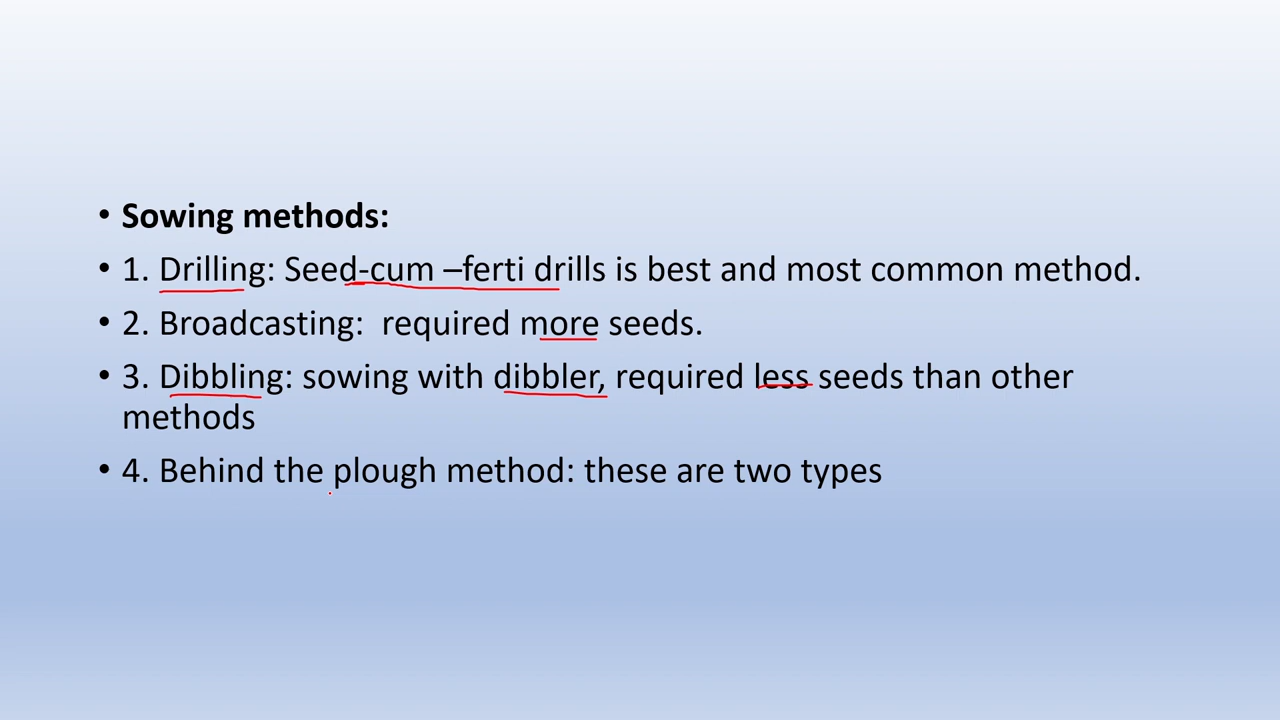 • Sowing methods:
• 1. Drilling: Seed-cum –ferti drills is best and most common method.
• 2. Broadcasting:  required more seeds.
• 3. Dibbling: sowing with dibbler, required less seeds than other
methods
• 4. Behind the plough method: these are two types